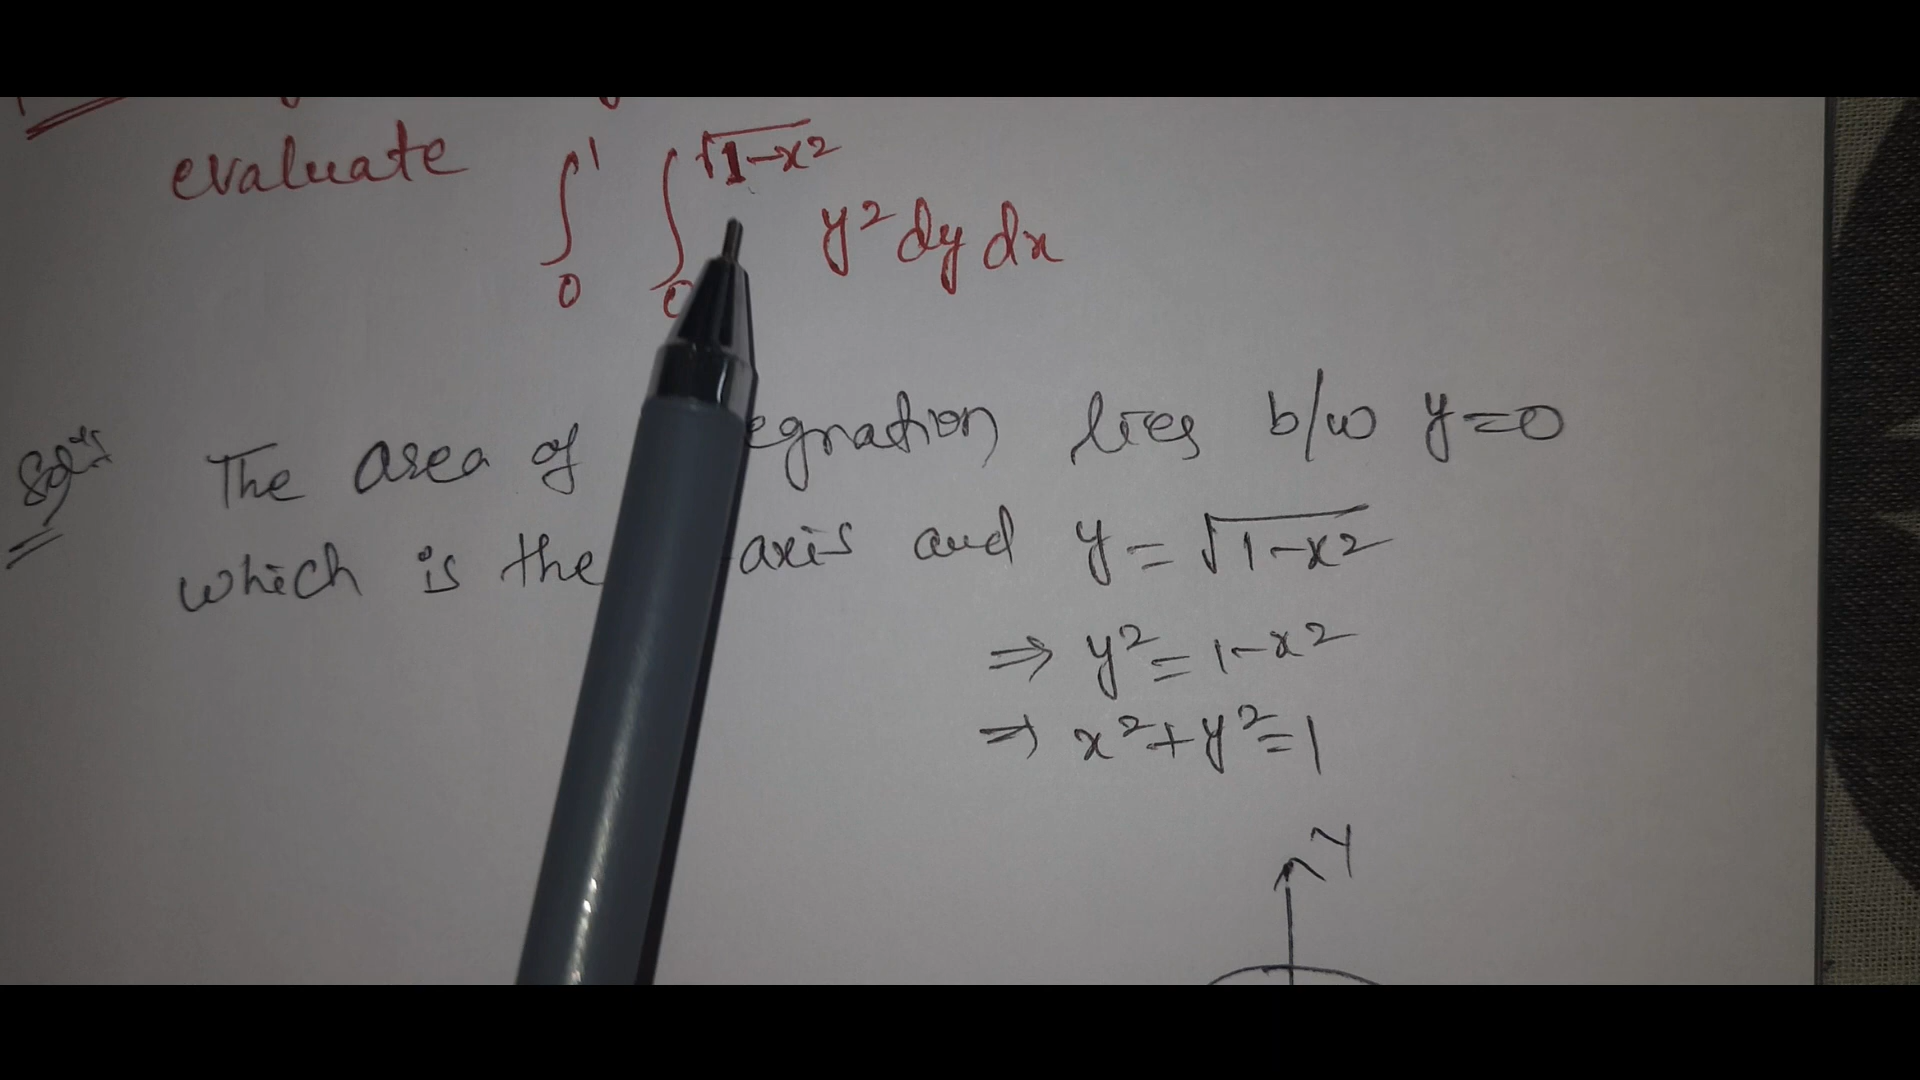 evaluate ∫₀¹ ∫₀^√(1-x²) y² dy dx
Solⁿ: The area of egration lies b/w y=0
which is the axis and y = √(1-x²)
⇒ y² = 1-x²
⇒ x²+y²=1
Y